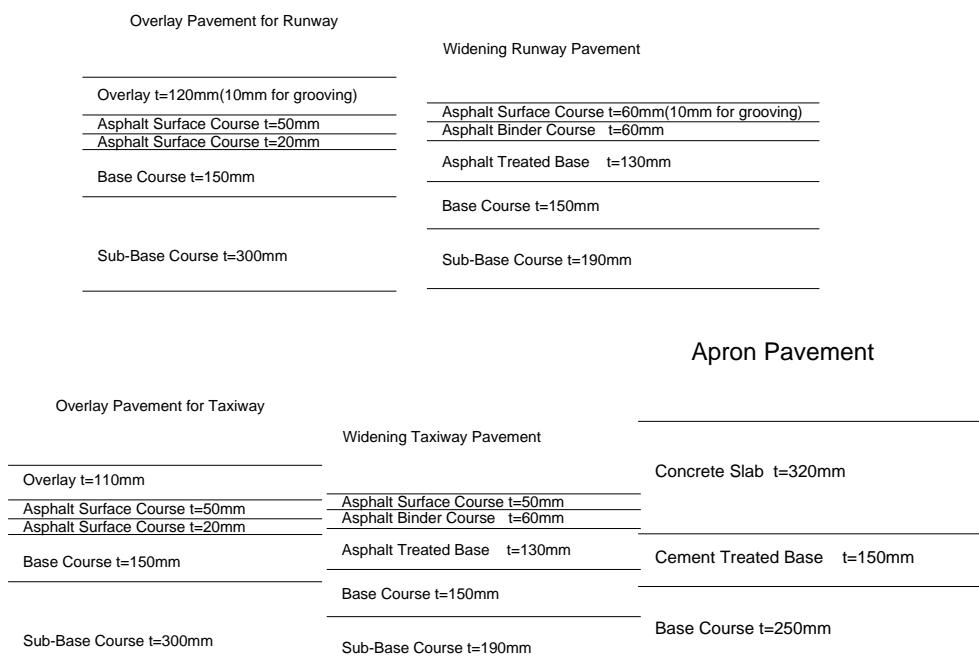 Overlay Pavement for Runway
Overlay t=120mm(10mm for grooving)
Asphalt Surface Course t=50mm
Asphalt Surface Course t=20mm
Base Course t=150mm
Sub-Base Course t=300mm
Widening Runway Pavement
Asphalt Surface Course t=60mm(10mm for grooving)
Asphalt Binder Course t=60mm
Asphalt Treated Base t=130mm
Base Course t=150mm
Sub-Base Course t=190mm
Overlay Pavement for Taxiway
Overlay t=110mm
Asphalt Surface Course t=50mm
Asphalt Surface Course t=20mm
Base Course t=150mm
Sub-Base Course t=300mm
Widening Taxiway Pavement
Asphalt Surface Course t=50mm
Asphalt Binder Course t=60mm
Asphalt Treated Base t=130mm
Base Course t=150mm
Sub-Base Course t=190mm
Apron Pavement
Concrete Slab t=320mm
Cement Treated Base t=150mm
Base Course t=250mm